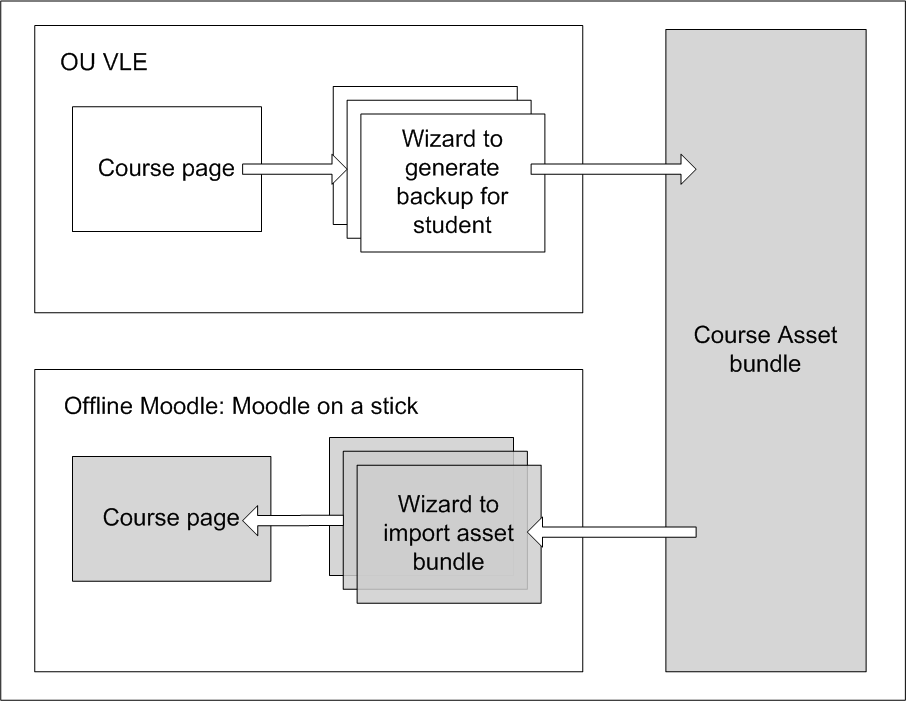 OU VLE
Course page
Wizard to
generate
backup for
student
Course Asset
bundle
Offline Moodle: Moodle on a stick
Course page
Wizard to
import asset
bundle